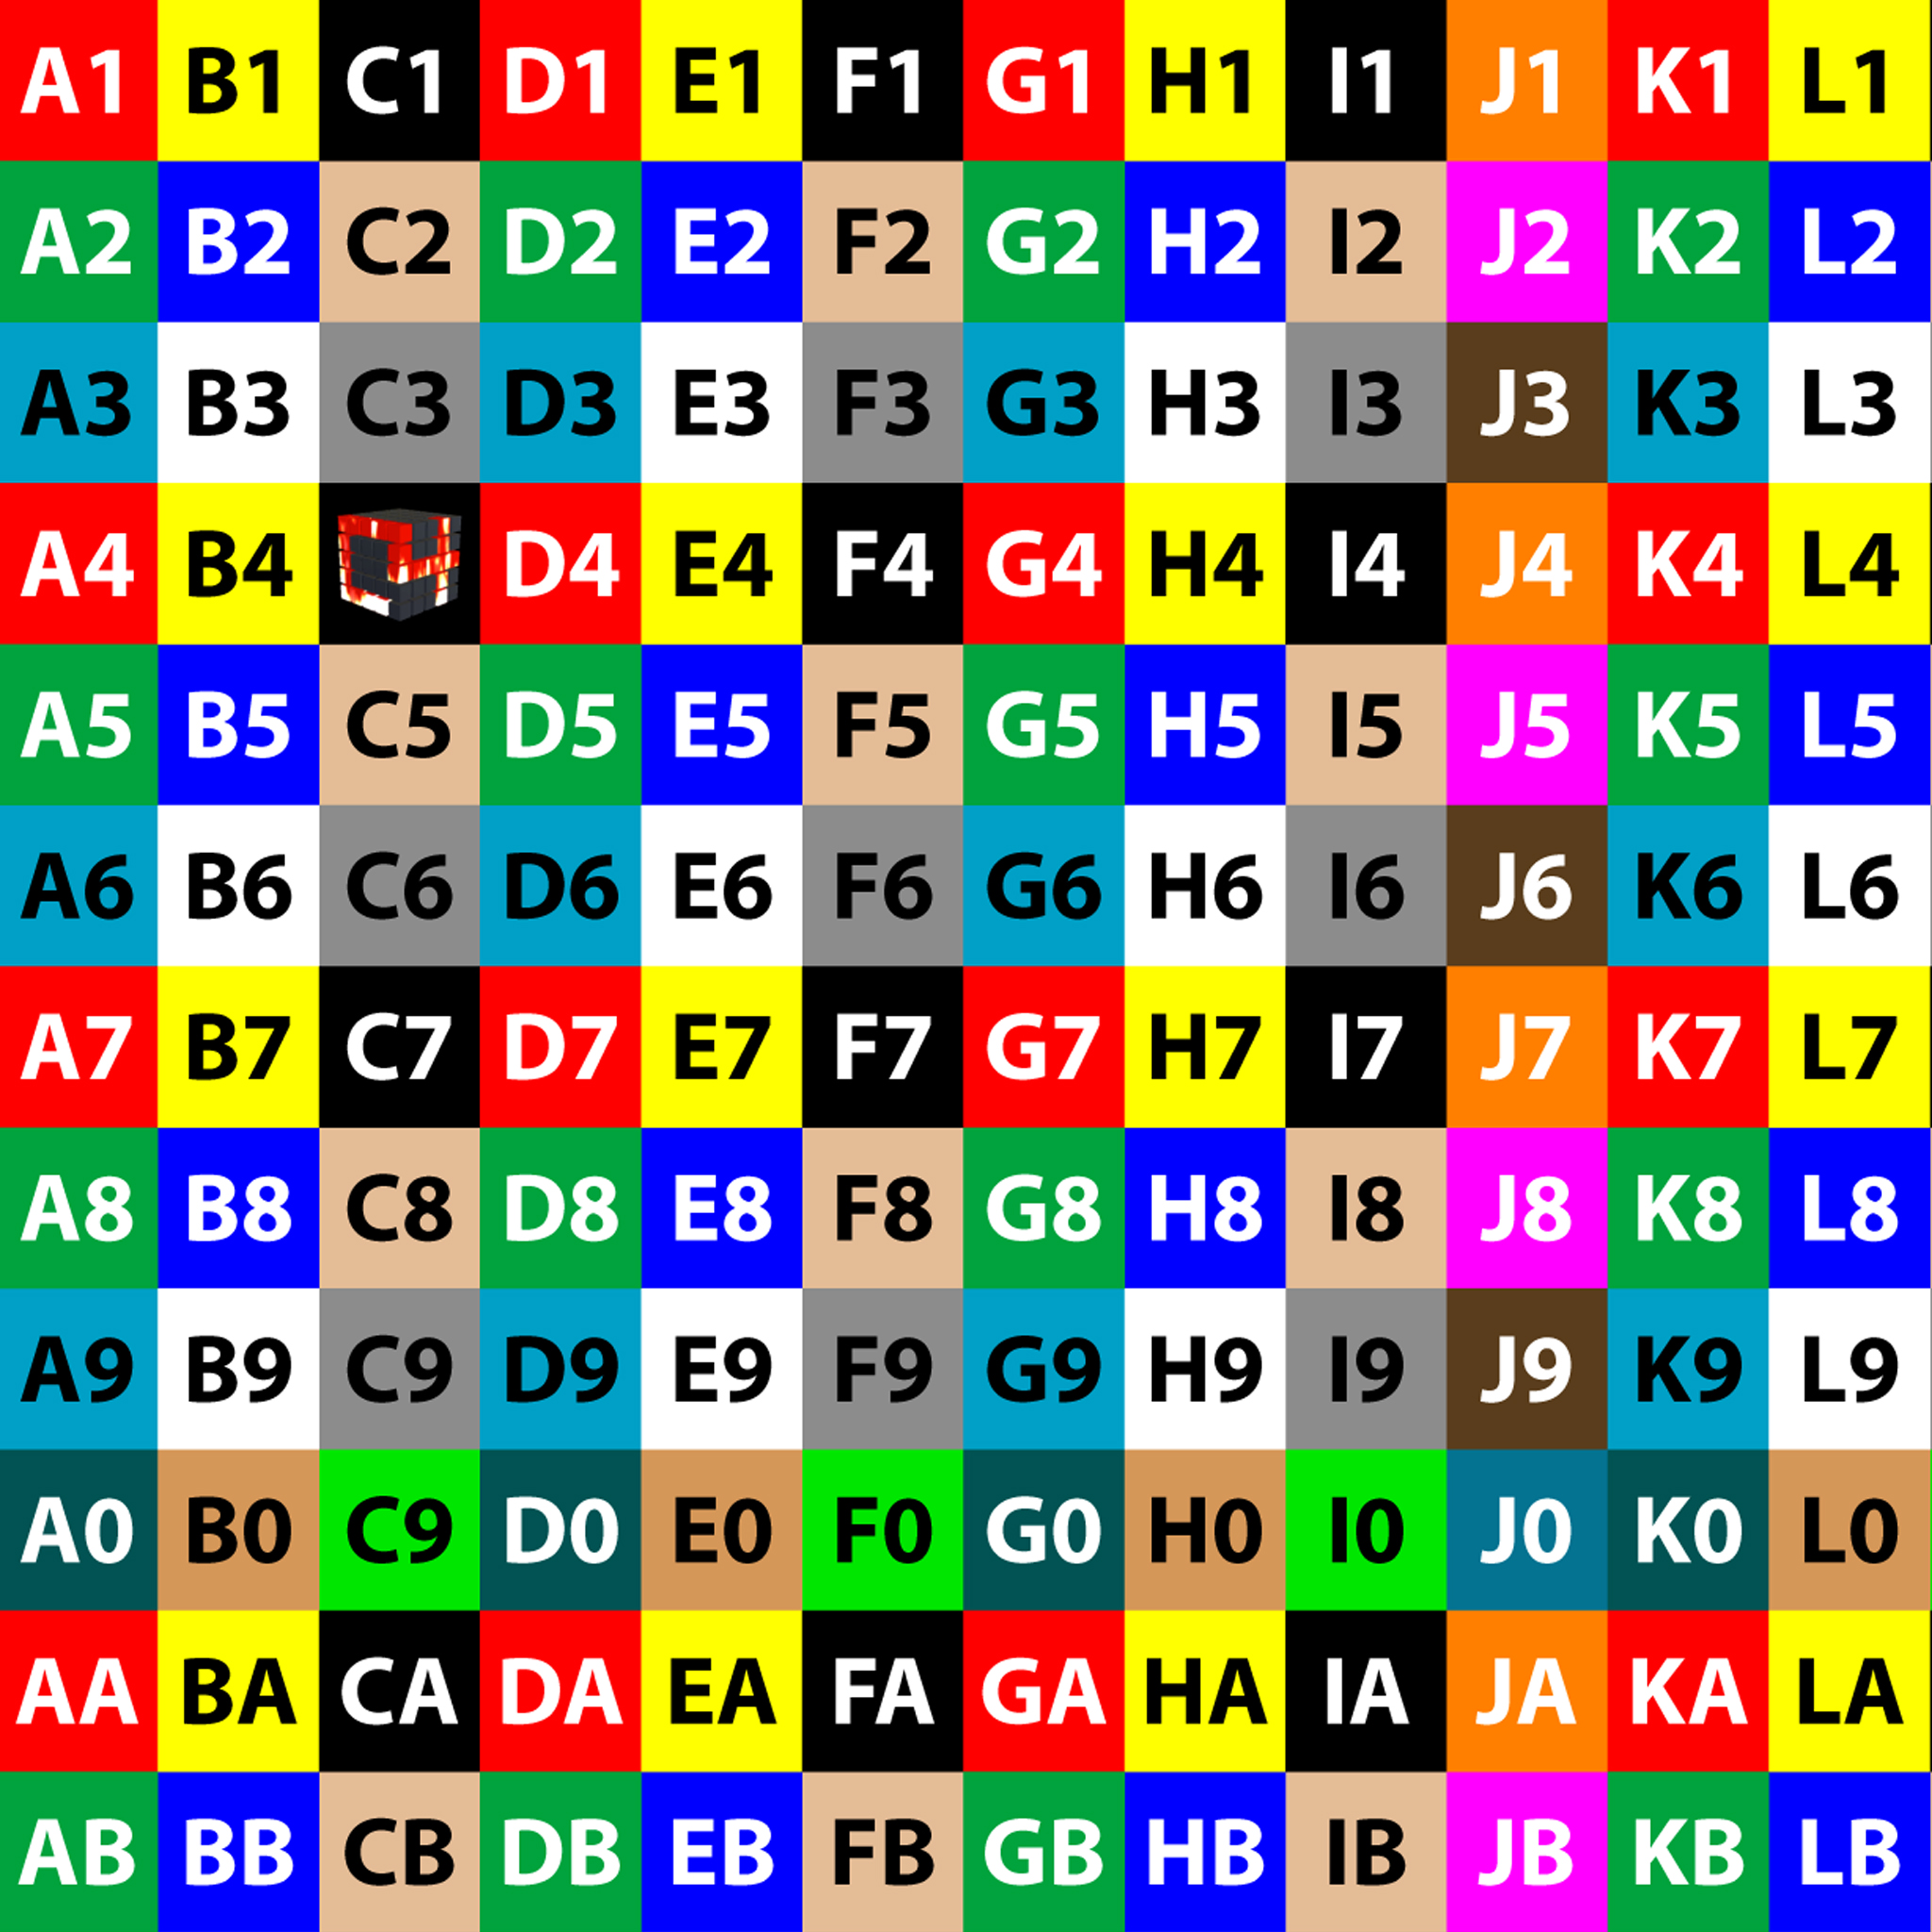 A1 B1 C1 D1 E1 F1 G1 H1 I1 J1 K1 L1
A2 B2 C2 D2 E2 F2 G2 H2 I2 J2 K2 L2
A3 B3 C3 D3 E3 F3 G3 H3 I3 J3 K3 L3
A4 B4 D4 E4 F4 G4 H4 I4 J4 K4 L4
A5 B5 C5 D5 E5 F5 G5 H5 I5 J5 K5 L5
A6 B6 C6 D6 E6 F6 G6 H6 I6 J6 K6 L6
A7 B7 C7 D7 E7 F7 G7 H7 I7 J7 K7 L7
A8 B8 C8 D8 E8 F8 G8 H8 I8 J8 K8 L8
A9 B9 C9 D9 E9 F9 G9 H9 I9 J9 K9 L9
A0 B0 C9 D0 E0 F0 G0 H0 I0 J0 K0 L0
AA BA CA DA EA FA GA HA IA JA KA LA
AB BB CB DB EB FB GB HB IB JB KB LB